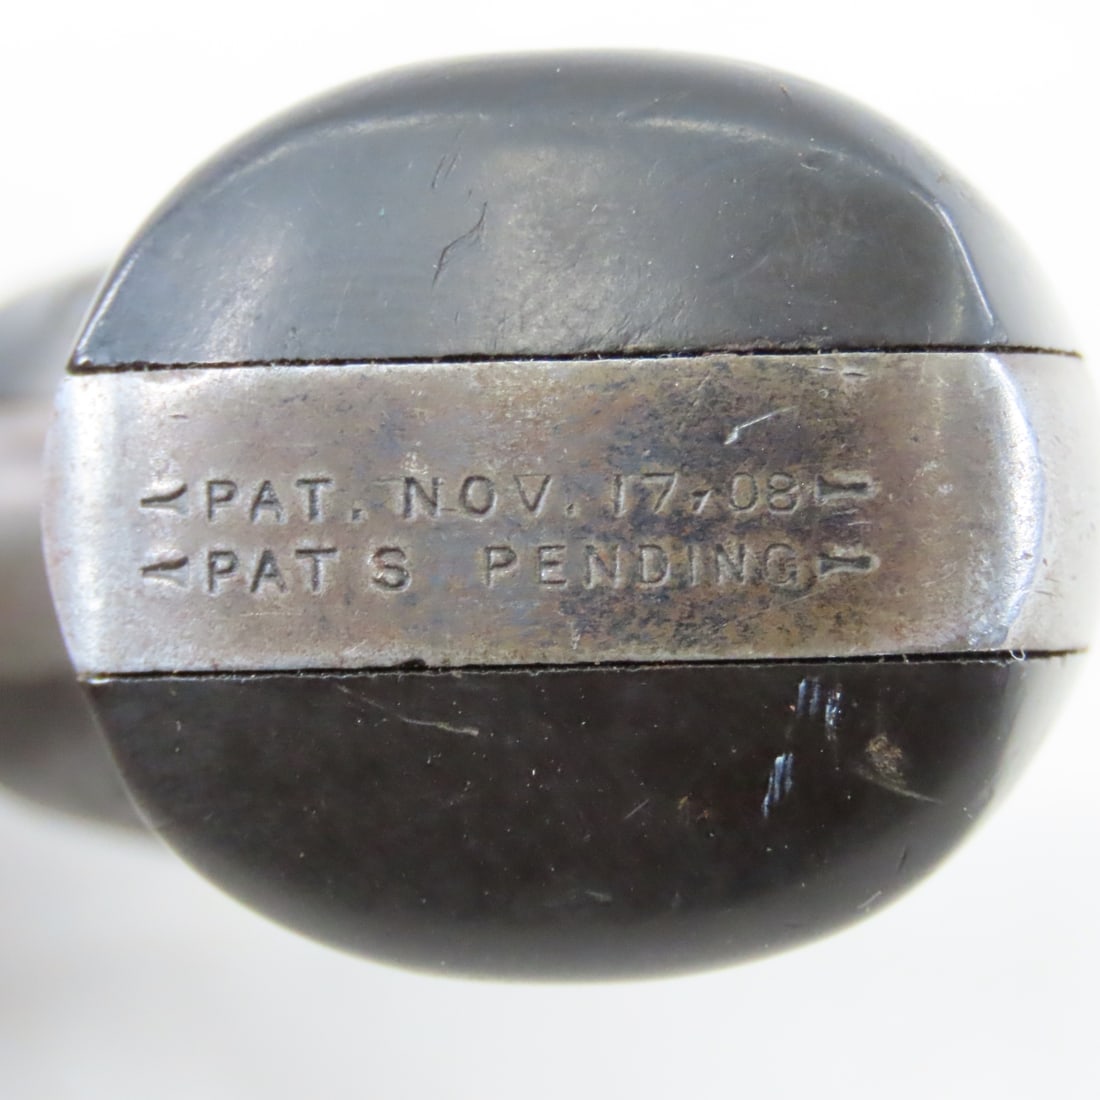 PAT. NOV. 17, 08
PAT S PENDING